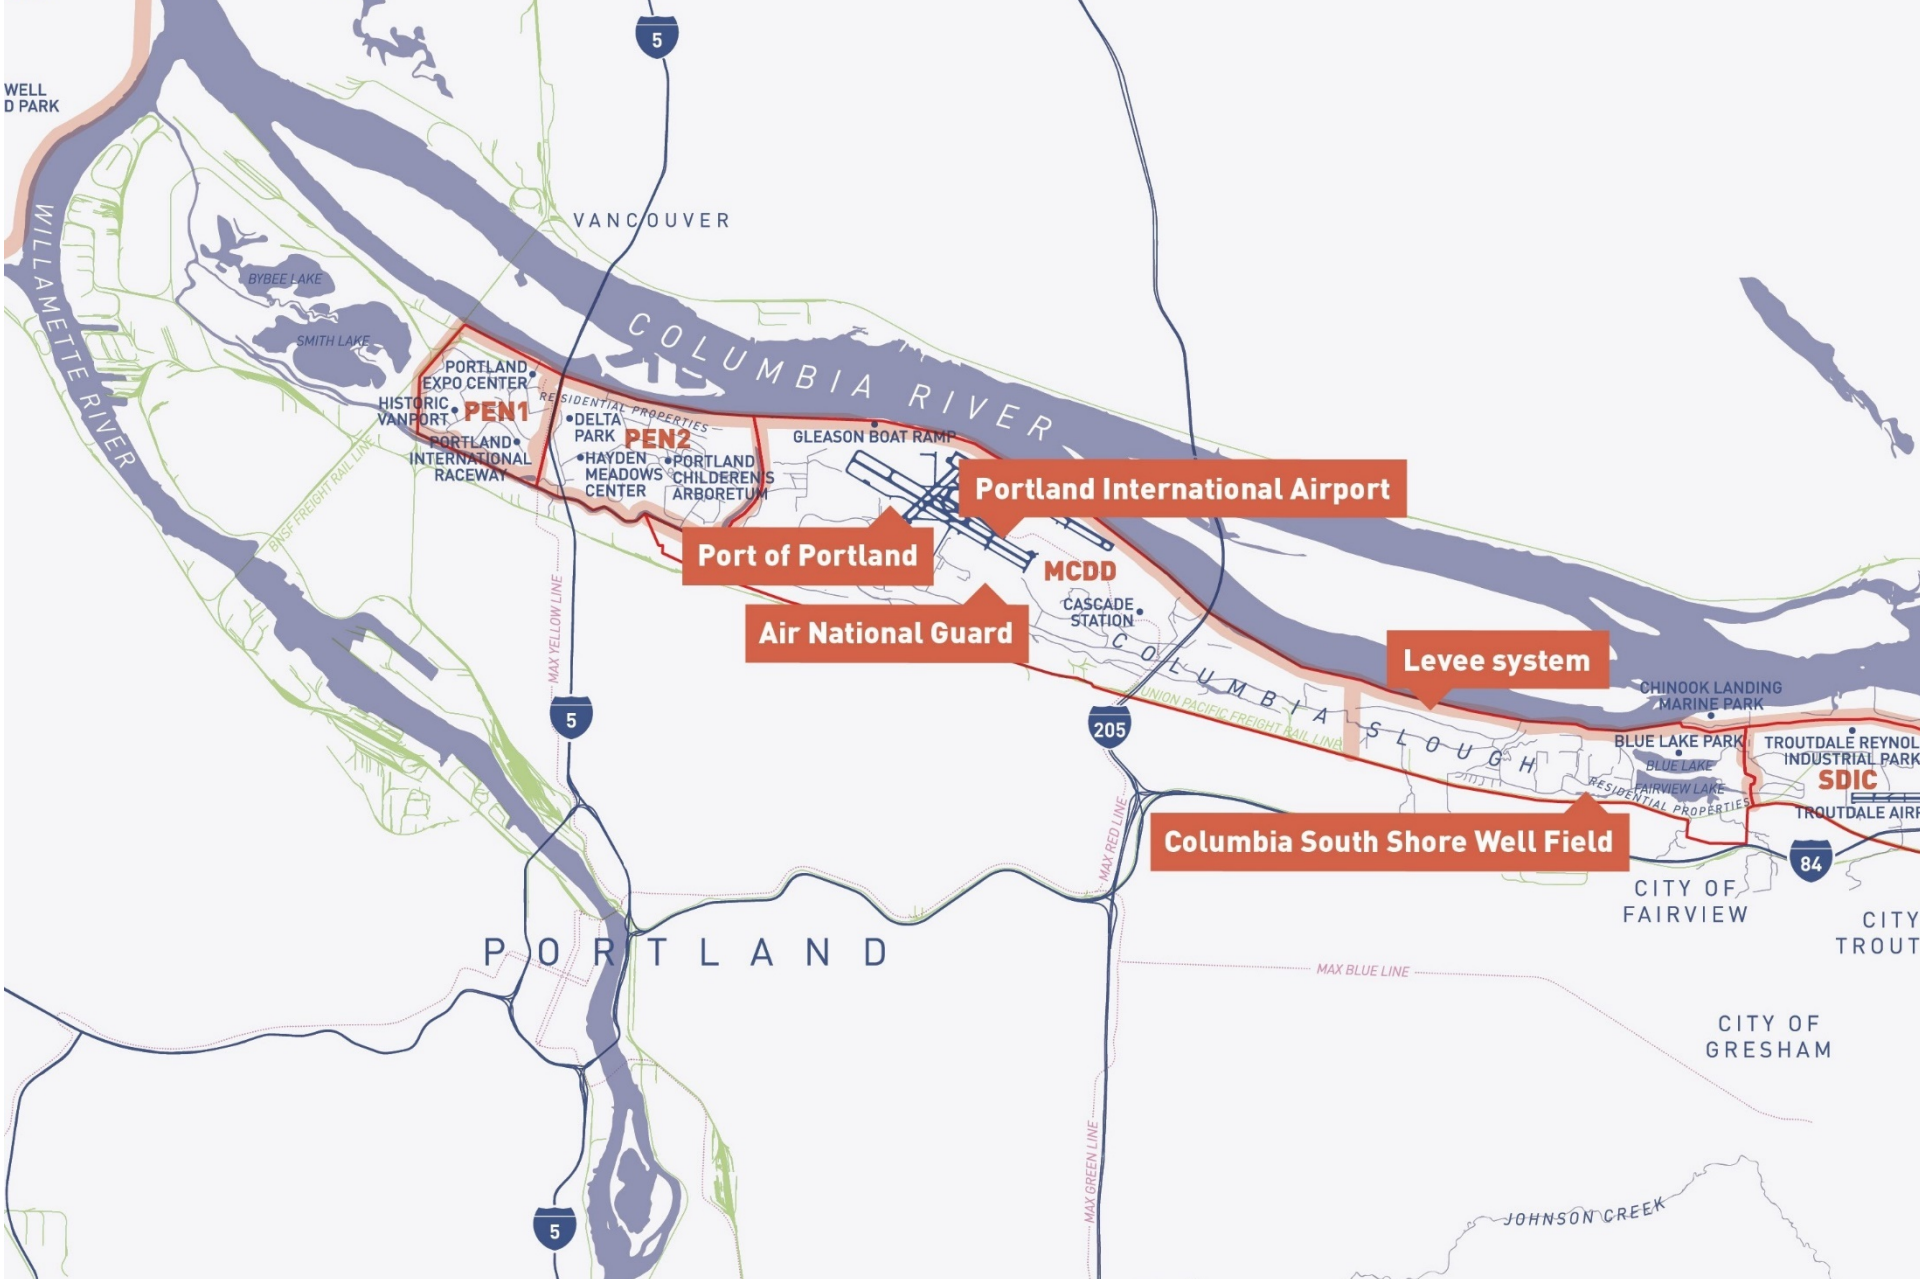 5
WELL
D PARK
VANCOUVER
WILLAMETTE RIVER
BYBEE LAKE
SMITH LAKE
COLUMBIA RIVER
PORTLAND
EXPO CENTER
HISTORIC
VANPORT
PEN1
PORTLAND
INTERNATIONAL
RACEWAY
RESIDENTIAL PROPERTIES
DELTA
PARK
PEN2
HAYDEN
MEADOWS
CENTER
PORTLAND
CHILDEREN'S
ARBORETUM
GLEASON BOAT RAMP
BNSF FREIGHT RAIL LINE
Portland International Airport
Port of Portland
MCDD
Air National Guard
CASCADE
STATION
COLUMBIA SLOUGH
UNION PACIFIC FREIGHT RAIL LINE
Levee system
CHINOOK LANDING
MARINE PARK
BLUE LAKE PARK
BLUE LAKE
FAIRVIEW LAKE
RESIDENTIAL PROPERTIES
TROUTDALE REYNOL
INDUSTRIAL PARK
SDIC
TROUTDALE AIRP
MAX YELLOW LINE
5
205
Columbia South Shore Well Field
84
MAX RED LINE
CITY OF
FAIRVIEW
CITY
TROUT
PORTLAND
MAX BLUE LINE
CITY OF
GRESHAM
MAX GREEN LINE
5
JOHNSON CREEK